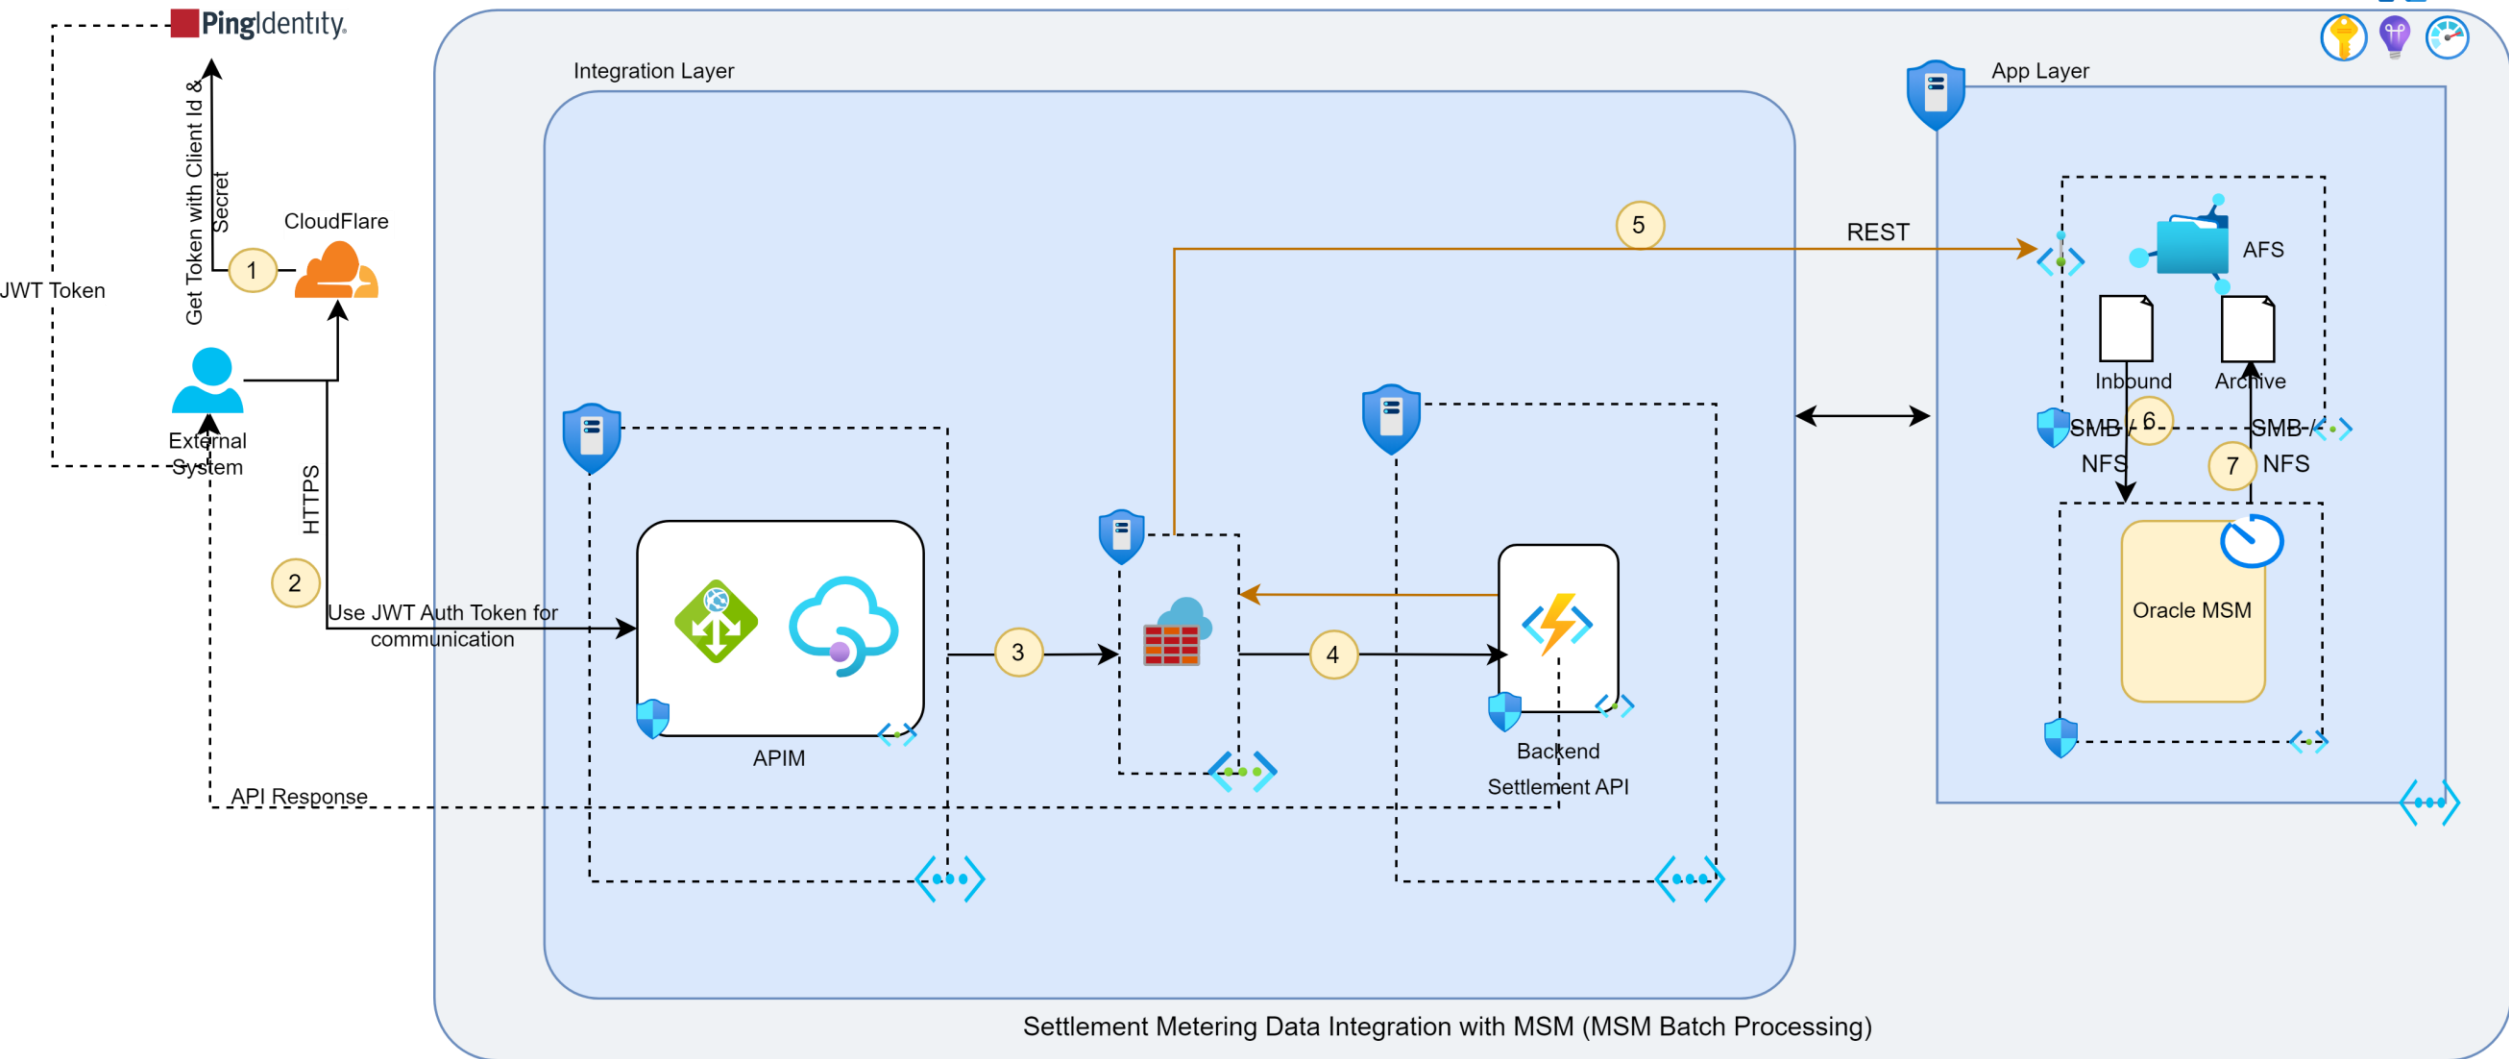 PingIdentity.
Integration Layer
App Layer
Get Token with Client Id &
Secret
CloudFlare
1
JWT Token
5
REST
AFS
Inbound
Archive
6
SMB /
NFS
SMB /
NFS
7
External
System
HTTPS
2
Use JWT Auth Token for
communication
3
4
Oracle MSM
APIM
Backend
Settlement API
API Response
Settlement Metering Data Integration with MSM (MSM Batch Processing)